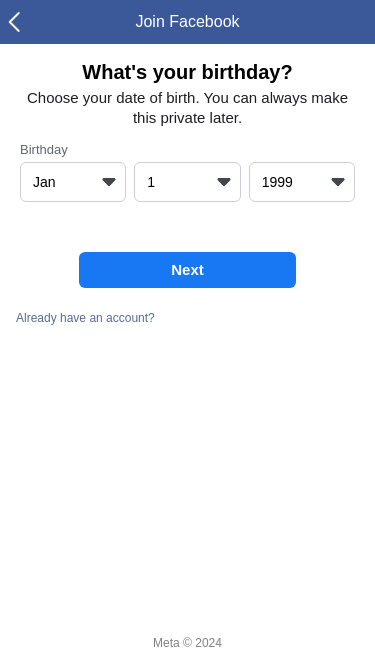 Join Facebook
What's your birthday?
Choose your date of birth. You can always make
this private later.
Birthday
Jan 1 1999
Next
Already have an account?
Meta © 2024